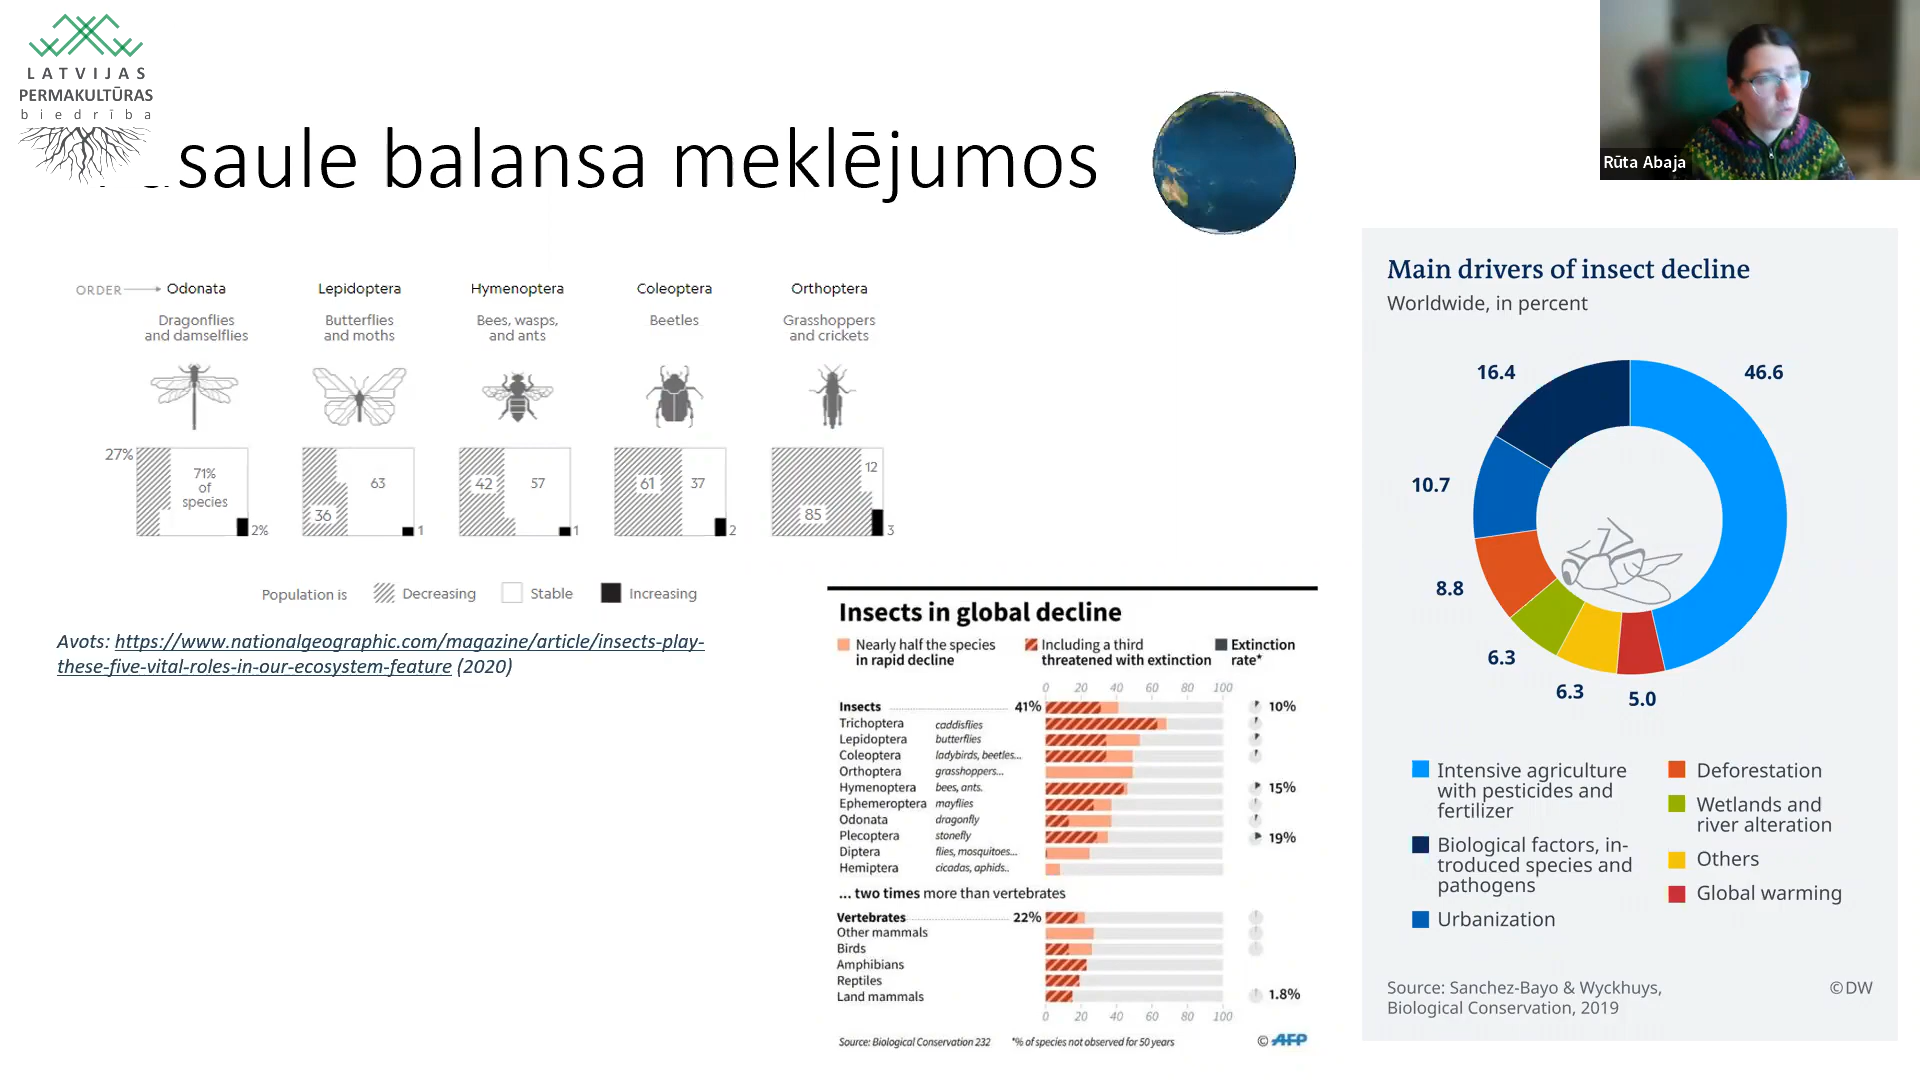 LATVIJAS
PERMAKULTŪRAS
biedrība
saule balansa meklējumos
Rūta Abaja
ORDER
Odonata
Lepidoptera
Hymenoptera
Coleoptera
Orthoptera
Dragonflies
and damselflies
Butterflies
and moths
Bees, wasps,
and ants
Beetles
Grasshoppers
and crickets
27%
71%
of
species
2%
36
63
1
42
57
1
61
37
2
85
12
3
Population is
Decreasing
Stable
Increasing
Avots: https://www.nationalgeographic.com/magazine/article/insects-play-
these-five-vital-roles-in-our-ecosystem-feature (2020)
Insects in global decline
Nearly half the species
in rapid decline
Including a third
threatened with extinction
Extinction
rate*
0 20 40 60 80 100
Insects 41% 10%
Trichoptera caddisflies
Lepidoptera butterflies
Coleoptera ladybirds, beetles...
Orthoptera grasshoppers...
Hymenoptera bees, ants. 15%
Ephemeroptera mayflies
Odonata dragonfly
Plecoptera stonefly 19%
Diptera flies, mosquitoes...
Hemiptera cicadas, aphids..
... two times more than vertebrates
Vertebrates 22%
Other mammals
Birds
Amphibians
Reptiles
Land mammals 1.8%
0 20 40 60 80 100
Source: Biological Conservation 232 *% of species not observed for 50 years © AFP
Main drivers of insect decline
Worldwide, in percent
46.6
16.4
10.7
8.8
6.3
6.3
5.0
Intensive agriculture
with pesticides and
fertilizer
Biological factors, in-
troduced species and
pathogens
Urbanization
Deforestation
Wetlands and
river alteration
Others
Global warming
Source: Sanchez-Bayo & Wyckhuys,
Biological Conservation, 2019
©DW